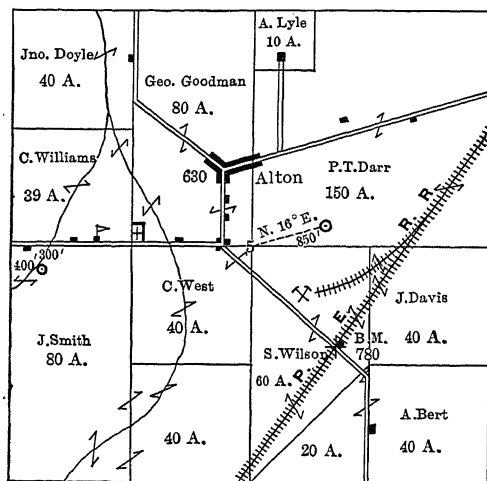 A. Lyle
10 A.
Jno. Doyle
40 A.
Geo. Goodman
80 A.
C. Williams
39 A.
630
Alton
P.T. Darr
150 A.
N. 16° E.
850'
R. R.
300'
400'
C. West
40 A.
J. Davis
40 A.
J. Smith
80 A.
S. Wilson
60 A.
P. E.
B. M.
780
A. Bert
40 A.
40 A.
20 A.